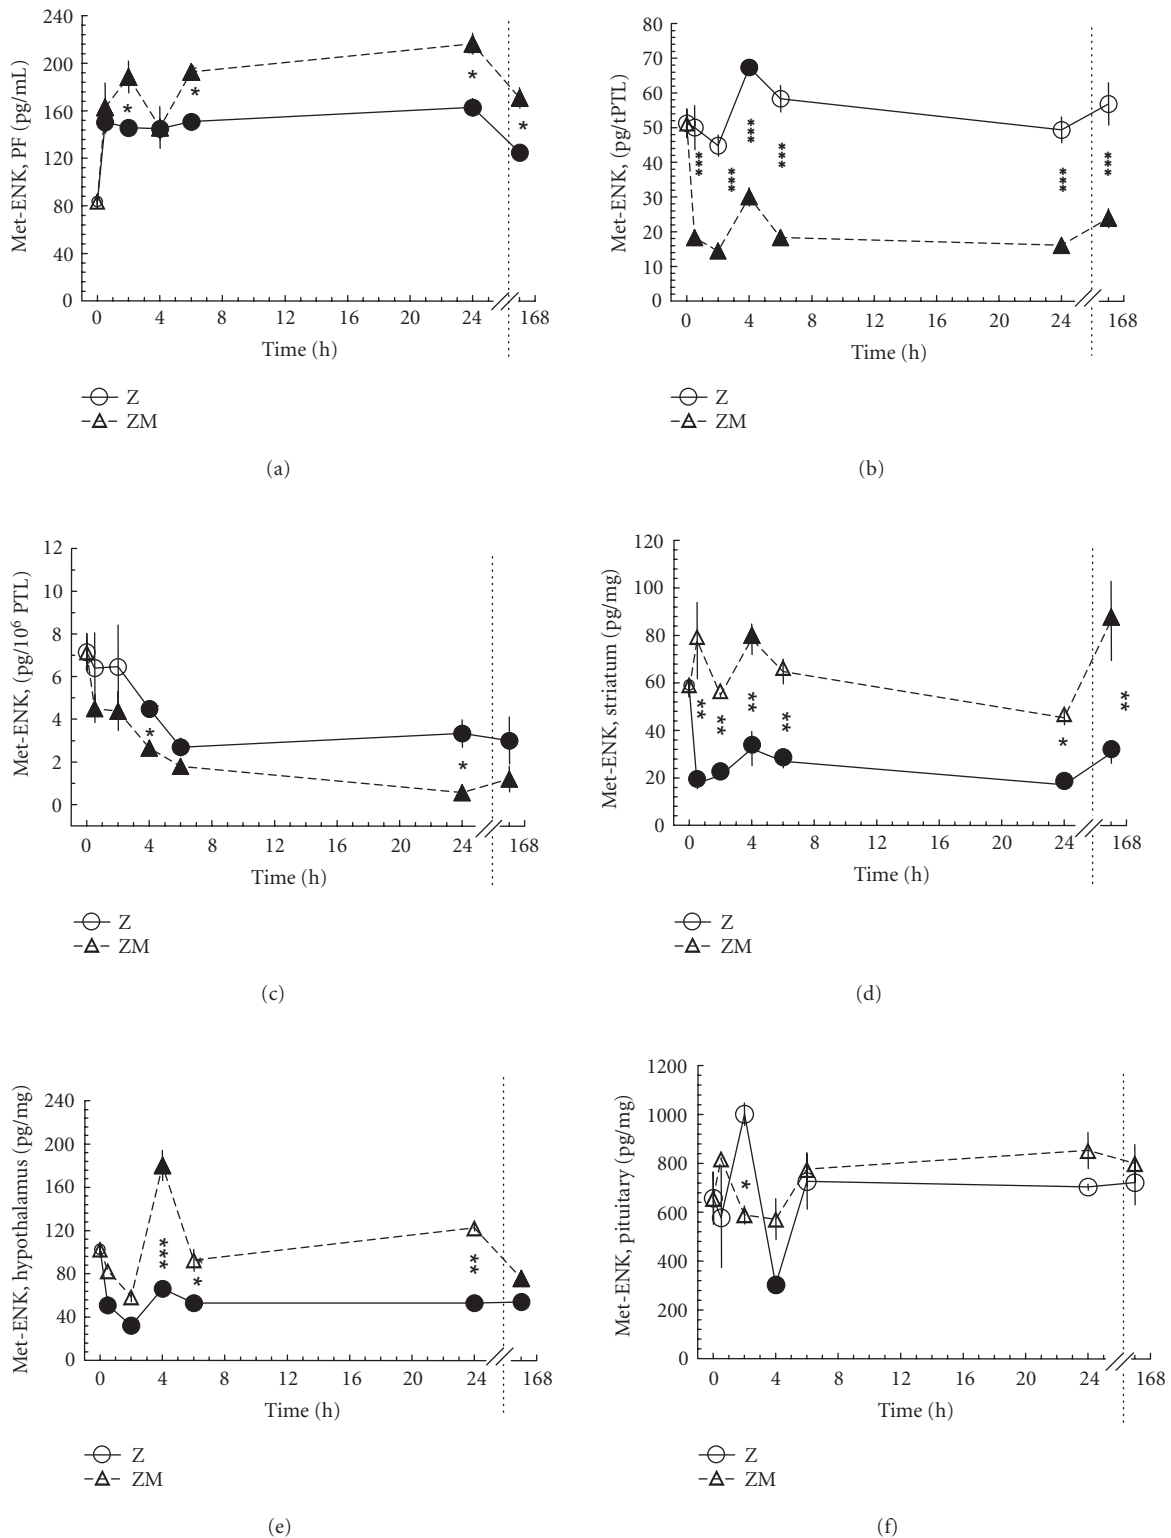 240
200
160
120
80
40
0
Met-ENK, PF (pg/mL)
*
*
*
*
0 4 8 12 16 20 24 168
Time (h)
Z
ZM
(a)
80
70
60
50
40
30
20
10
0
Met-ENK, (pg/tPTL)
***
***
***
***
***
***
0 4 8 12 16 20 24 168
Time (h)
Z
ZM
(b)
12
10
8
6
4
2
0
Met-ENK, (pg/10⁶ PTL)
*
*
0 4 8 12 16 20 24 168
Time (h)
Z
ZM
(c)
120
100
80
60
40
20
0
Met-ENK, striatum (pg/mg)
**
**
**
**
*
**
0 4 8 12 16 20 24 168
Time (h)
Z
ZM
(d)
240
200
160
120
80
40
0
Met-ENK, hypothalamus (pg/mg)
***
**
**
0 4 8 12 16 20 24 168
Time (h)
Z
ZM
(e)
1200
1000
800
600
400
200
0
Met-ENK, pituitary (pg/mg)
*
0 4 8 12 16 20 24 168
Time (h)
Z
ZM
(f)